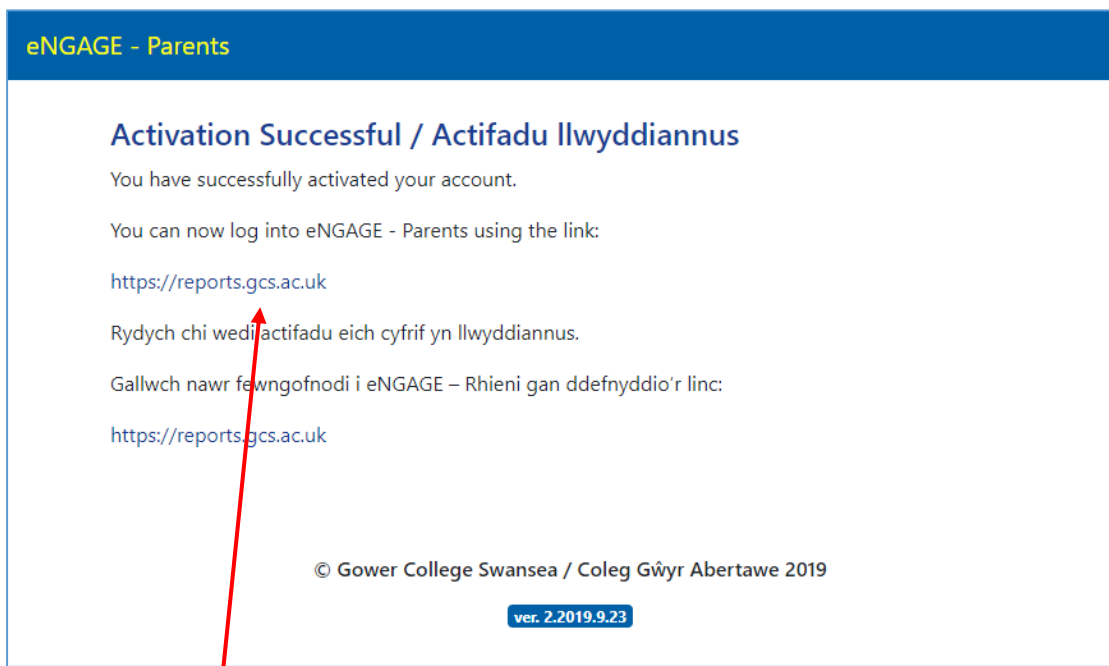 eNGAGE - Parents
Activation Successful / Actifadu llwyddiannus
You have successfully activated your account.
You can now log into eNGAGE - Parents using the link:
https://reports.gcs.ac.uk
Rydych chi wedi actifadu eich cyfrif yn llwyddiannus.
Gallwch nawr fewngofnodi i eNGAGE – Rhieni gan ddefnyddio’r linc:
https://reports.gcs.ac.uk
© Gower College Swansea / Coleg Gŵyr Abertawe 2019
ver. 2.2019.9.23